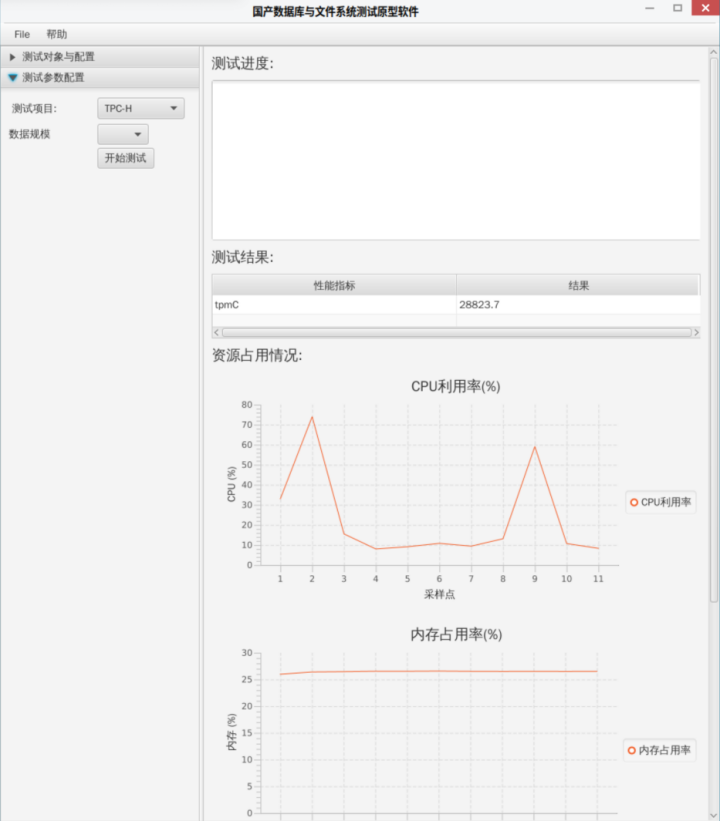 国产数据库与文件系统测试原型软件
File 帮助
测试对象与配置
测试参数配置
测试项目: TPC-H
数据规模
开始测试
测试进度:
测试结果:
性能指标 结果
tpmC 28823.7
资源占用情况:
CPU利用率(%)
80
70
60
50
40
30
20
10
0
CPU (%)
1 2 3 4 5 6 7 8 9 10 11
采样点
CPU利用率
内存占用率(%)
30
25
20
15
10
5
0
内存 (%)
内存占用率